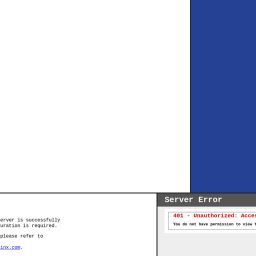 erver is successfully
uration is required.
please refer to
inx.com.
Server Error
401 - Unauthorized: Acces
You do not have permission to view t